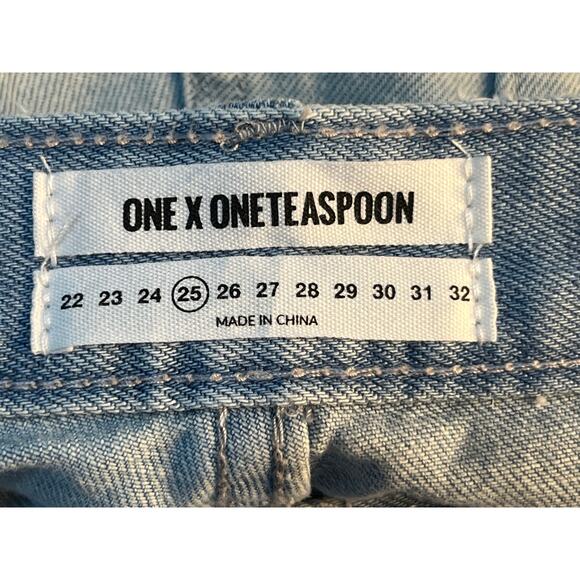 ONE X ONETEASPOON
22 23 24 25 26 27 28 29 30 31 32
MADE IN CHINA